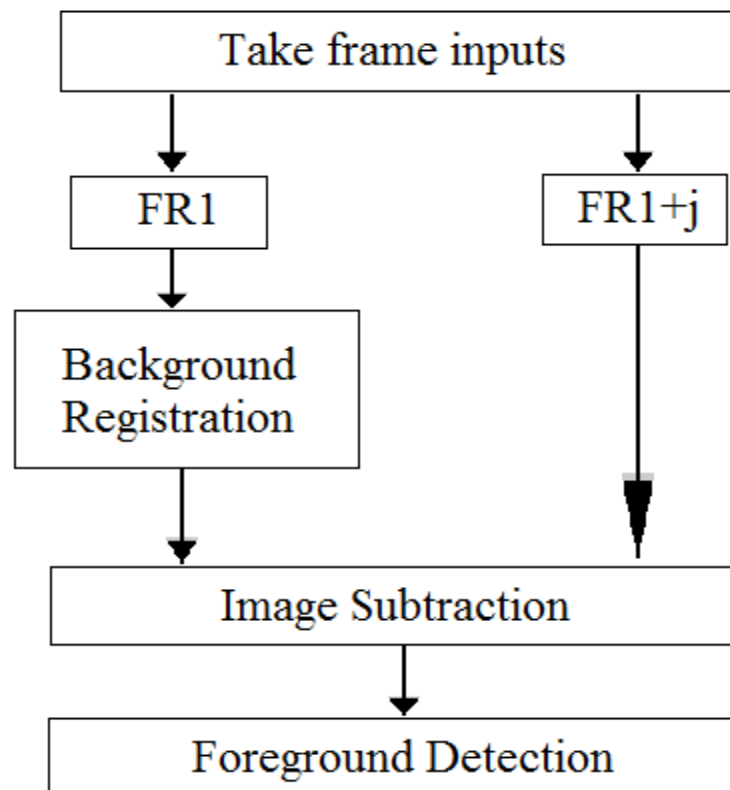 Take frame inputs
FR1
FR1+j
Background
Registration
Image Subtraction
Foreground Detection